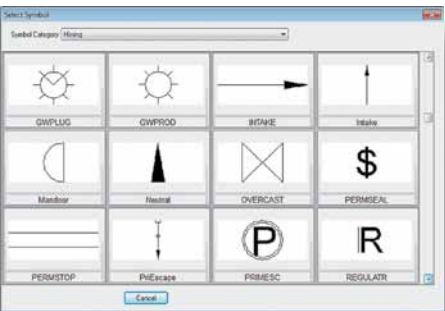 Select Symbol
Symbol Category Mining
GWPLUG GWPROD INTAKE Intake
$
Mandoor Neutral OVERCAST PERMSEAL
P R
PERMSTOP PriEscape PRIMESC REGULATR
Cancel